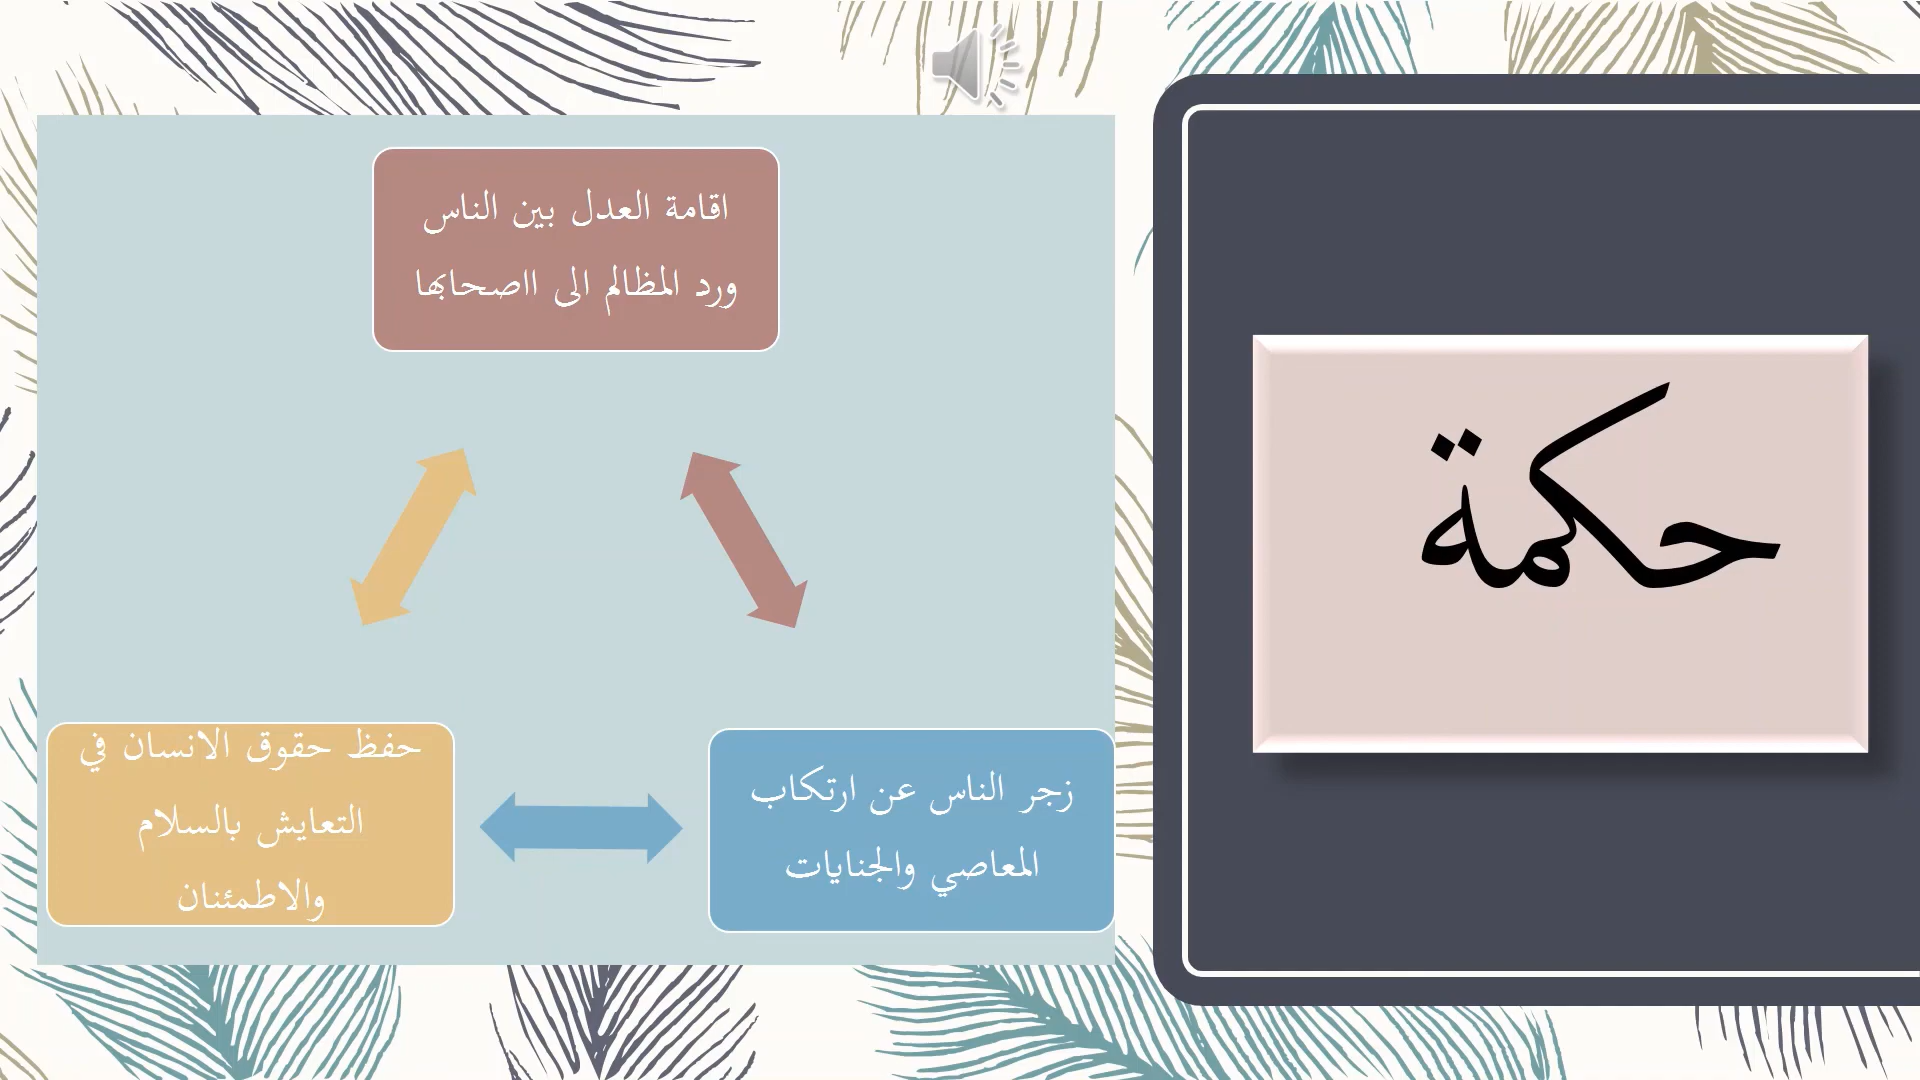 حكمة
اقامة العدل بين الناس
ورد المظالم الى ااصحابها
زجر الناس عن ارتكاب
المعاصي والجنايات
حفظ حقوق الانسان في
التعايش بالسلام
والاطمئنان